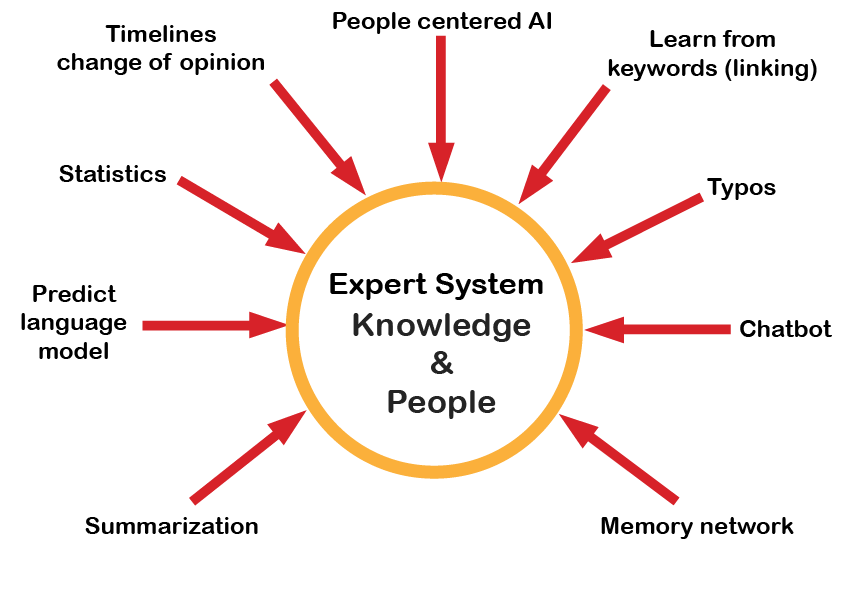 People centered AI
Timelines
change of opinion
Learn from
keywords (linking)
Statistics
Typos
Expert System
Knowledge
&
People
Predict
language
model
Chatbot
Summarization
Memory network